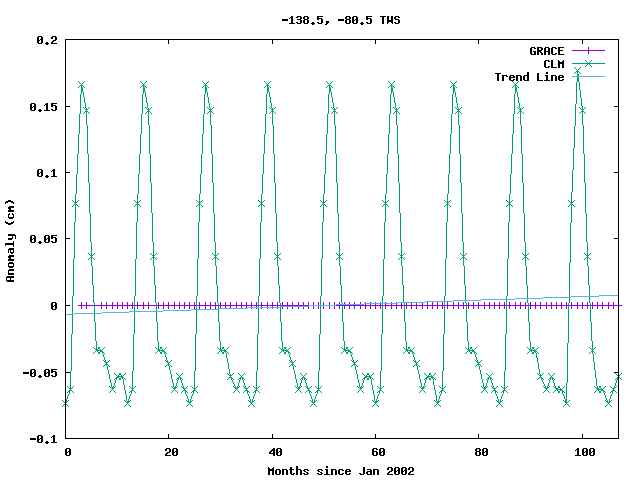 -138.5, -80.5 TWS
0.2
GRACE
CLM
Trend Line
0.15
0.1
0.05
0
-0.05
-0.1
Anomaly (cm)
0 20 40 60 80 100
Months since Jan 2002